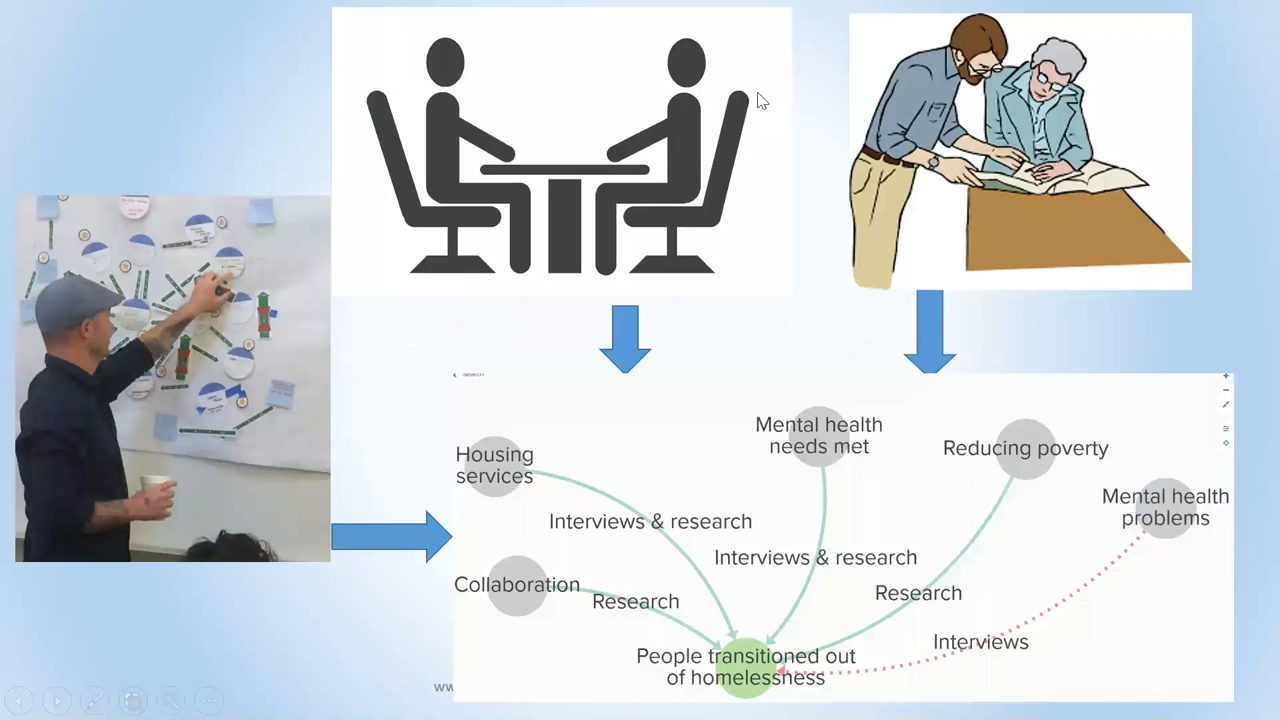 Mental health
needs met
Reducing poverty
Housing
services
Mental health
problems
Interviews & research
Interviews & research
Collaboration
Research
Research
Interviews
People transitioned out
of homelessness
ww